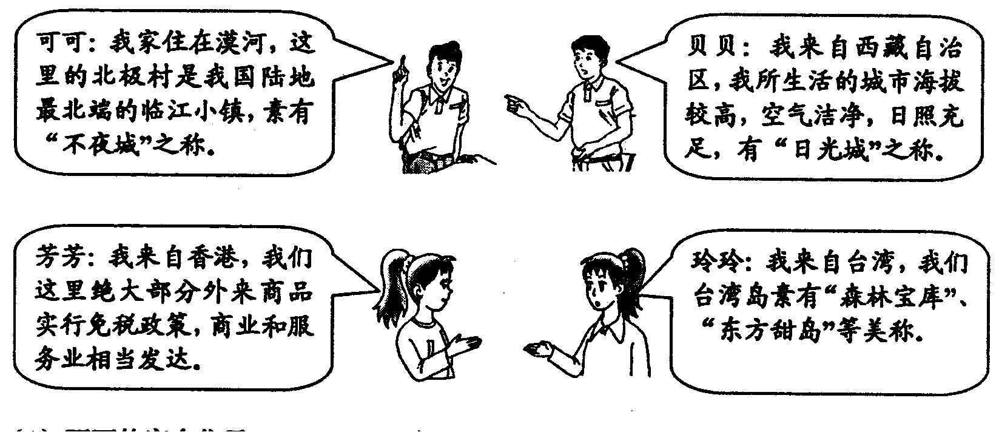 可可：我家住在漠河，这
里的北极村是我国陆地
最北端的临江小镇，素有
“不夜城”之称。
贝贝：我来自西藏自治
区，我所生活的城市海拔
较高，空气洁净，日照充
足，有“日光城”之称。
芳芳：我来自香港，我们
这里绝大部分外来商品
实行免税政策，商业和服
务业相当发达。
玲玲：我来自台湾，我们
台湾岛素有“森林宝库”、
“东方甜岛”等美称。